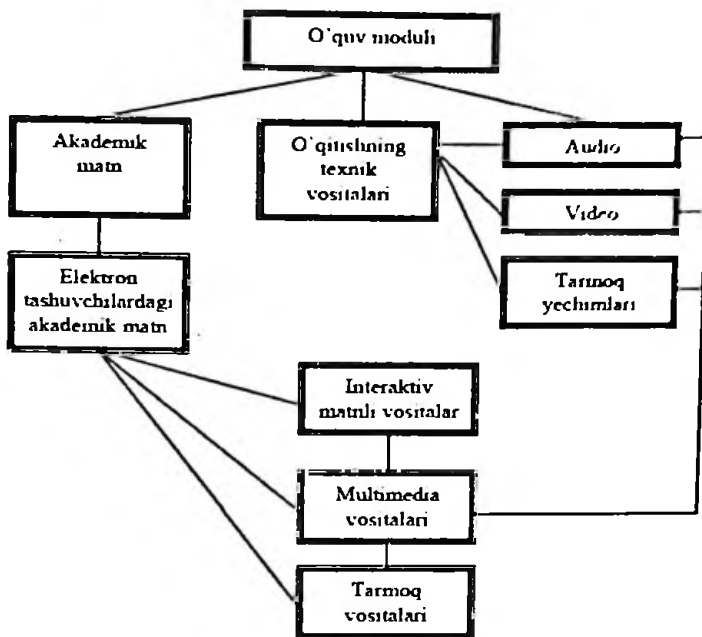 O'quv moduli
Akademik
matn
O'qitishning
texnik
vositalari
Audio
Video
Tarmoq
yechimlari
Elektron
tashuvchilardagi
akademik matn
Interaktiv
matnli vositalar
Multimedia
vositalari
Tarmoq
vositalari